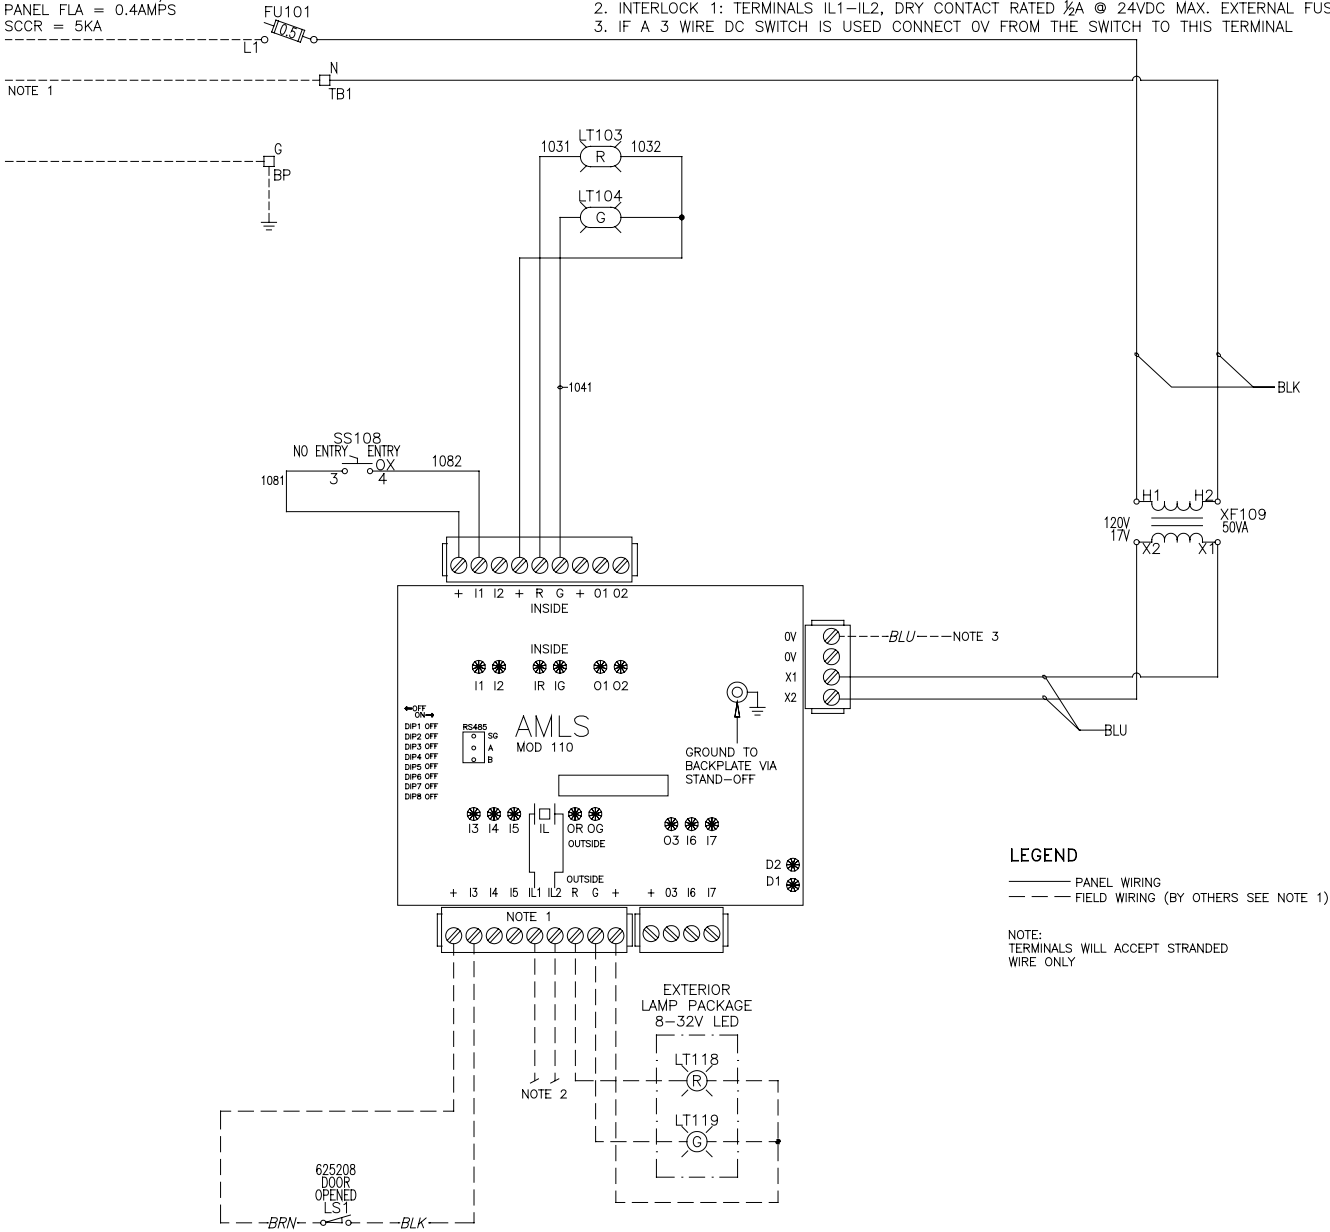 PANEL FLA = 0.4AMPS
SCCR = 5KA
FU101
0.5
L1
2. INTERLOCK 1: TERMINALS IL1-IL2, DRY CONTACT RATED ½A @ 24VDC MAX. EXTERNAL FUS
3. IF A 3 WIRE DC SWITCH IS USED CONNECT 0V FROM THE SWITCH TO THIS TERMINAL
N
NOTE 1
TB1
G
BP
LT103
1031
R
1032
LT104
G
1041
BLK
SS108
NO ENTRY
ENTRY
OX
3
4
1081
1082
H1
H2
XF109
50VA
120V
17V
X2
X1
+ I1 I2 + R G + O1 O2
INSIDE
INSIDE
I1 I2 IR IG O1 O2
0V
0V
X1
X2
BLU
NOTE 3
BLU
OFF
ON
DIP1 OFF
DIP2 OFF
DIP3 OFF
DIP4 OFF
DIP5 OFF
DIP6 OFF
DIP7 OFF
DIP8 OFF
RS485
SG
A
B
AMLS
MOD 110
GROUND TO
BACKPLATE VIA
STAND-OFF
I3 I4 I5 IL OR OG
OUTSIDE
O3 I6 I7
D2
D1
OUTSIDE
+ I3 I4 I5 IL1 IL2 R G +
+ O3 I6 I7
NOTE 1
LEGEND
PANEL WIRING
FIELD WIRING (BY OTHERS SEE NOTE 1)
NOTE:
TERMINALS WILL ACCEPT STRANDED
WIRE ONLY
EXTERIOR
LAMP PACKAGE
8-32V LED
LT118
R
NOTE 2
LT119
G
625208
DOOR
OPENED
LS1
BRN
BLK